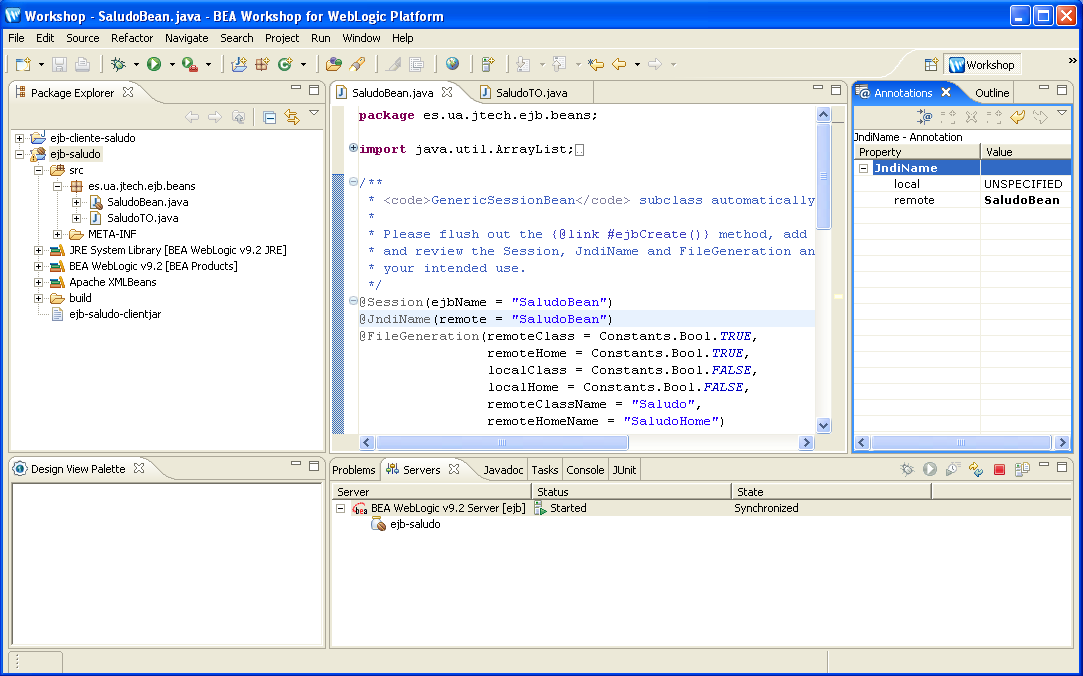 Workshop - SaludoBean.java - BEA Workshop for WebLogic Platform
File Edit Source Refactor Navigate Search Project Run Window Help
Workshop
Package Explorer
ejb-cliente-saludo
ejb-saludo
src
es.ua.jtech.ejb.beans
SaludoBean.java
SaludoTO.java
META-INF
JRE System Library [BEA WebLogic v9.2 JRE]
BEA WebLogic v9.2 [BEA Products]
Apache XMLBeans
build
ejb-saludo-clientjar
SaludoBean.java SaludoTO.java
package es.ua.jtech.ejb.beans;
import java.util.ArrayList;
/**
* <code>GenericSessionBean</code> subclass automatically
*
* Please flush out the {@link #ejbCreate()} method, add
* and review the Session, JndiName and FileGeneration an
* your intended use.
*/
@Session(ejbName = "SaludoBean")
@JndiName(remote = "SaludoBean")
@FileGeneration(remoteClass = Constants.Bool.TRUE,
remoteHome = Constants.Bool.TRUE,
localClass = Constants.Bool.FALSE,
localHome = Constants.Bool.FALSE,
remoteClassName = "Saludo",
remoteHomeName = "SaludoHome")
Annotations Outline
JndiName - Annotation
Property Value
JndiName
local UNSPECIFIED
remote SaludoBean
Design View Palette
Problems Servers Javadoc Tasks Console JUnit
Server Status State
BEA WebLogic v9.2 Server [ejb] Started Synchronized
ejb-saludo